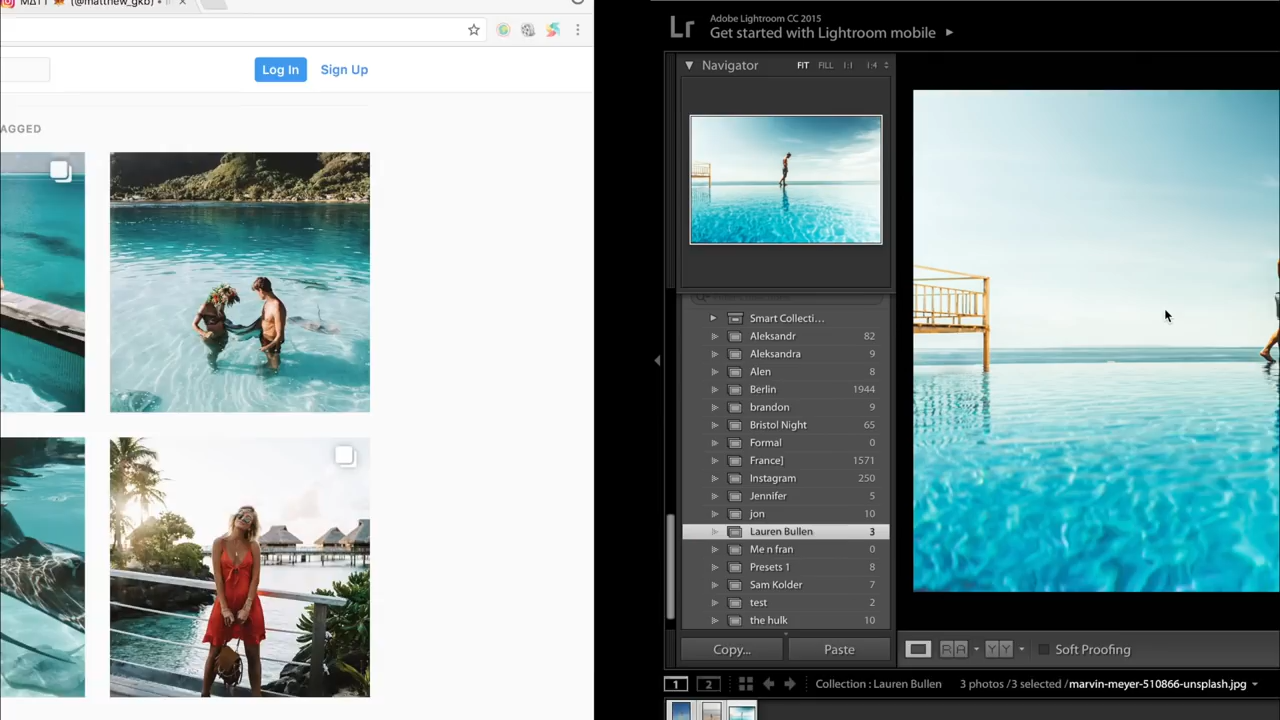 MΛTT (@matthew_gkb) •
Log In
Sign Up
AGGED
Lr
Adobe Lightroom CC 2015
Get started with Lightroom mobile
Navigator
FIT FILL 1:1 1:4
Smart Collecti...
Aleksandr 82
Aleksandra 9
Alen 8
Berlin 1944
brandon 9
Bristol Night 65
Formal 0
France] 1571
Instagram 250
Jennifer 5
jon 10
Lauren Bullen 3
Me n fran 0
Presets 1 8
Sam Kolder 7
test 2
the hulk 10
Copy...
Paste
R A
Y Y
Soft Proofing
1
2
Collection : Lauren Bullen
3 photos /3 selected /marvin-meyer-510866-unsplash.jpg